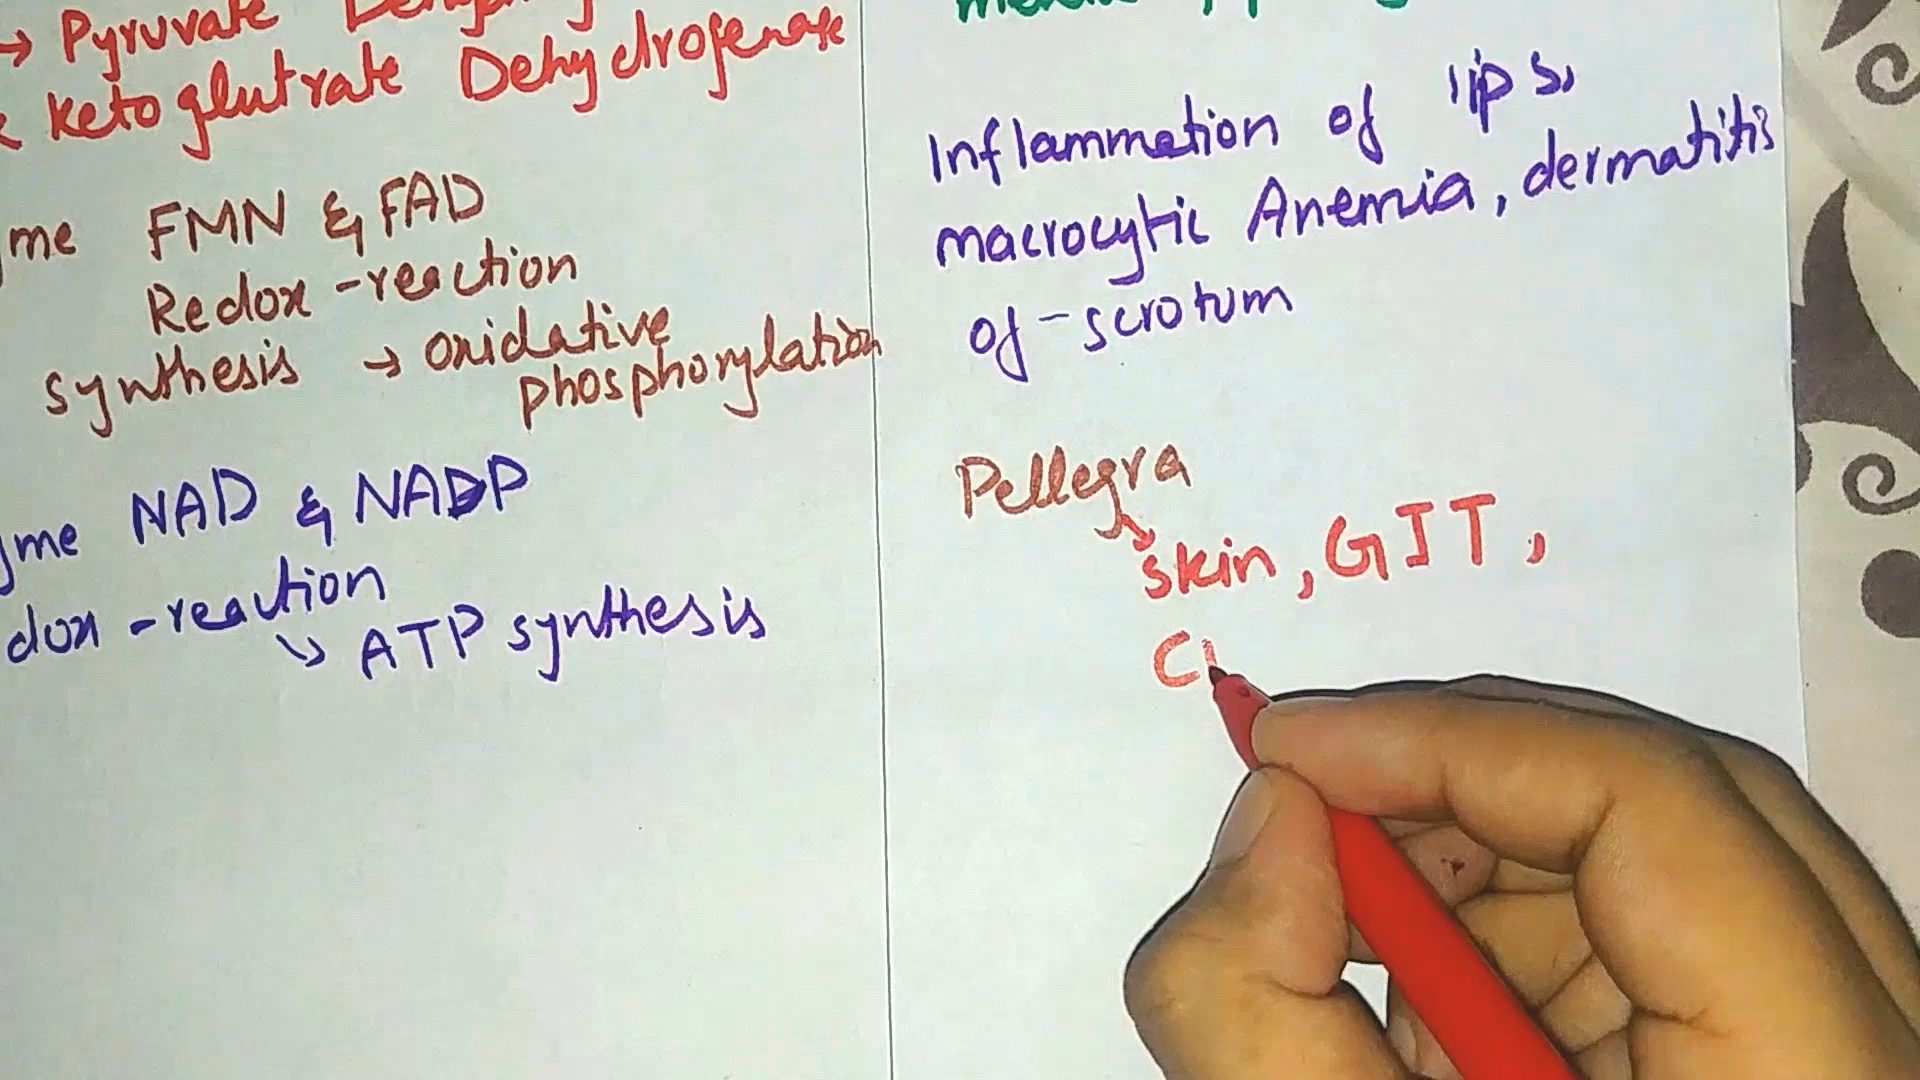 → Pyruvate
Keto glutrate Dehydrogenase
me FMN & FAD
Redox-reaction
synthesis → oxidative
phosphorylation
me NAD & NADP
dox-reaction
↘ ATP synthesis
Inflammation of lips,
macrocytic Anemia, dermatitis
of-scrotum
Pellegra
skin, GIT,